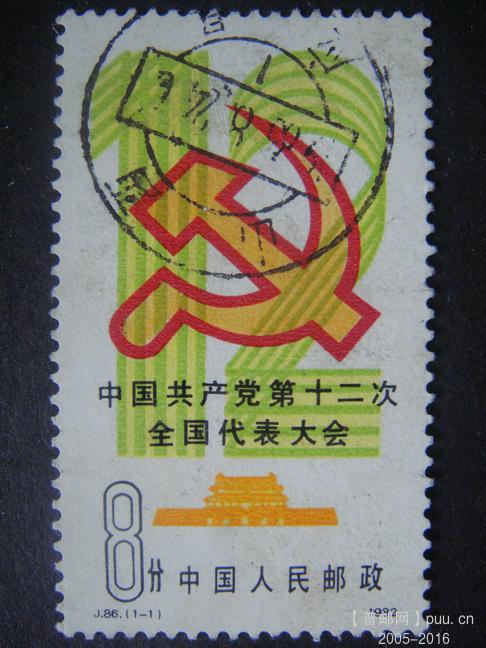 12
中国共产党第十二次
全国代表大会
8分 中国人民邮政
J.86.(1-1) 1982
【普邮网】puu.cn
2005-2016